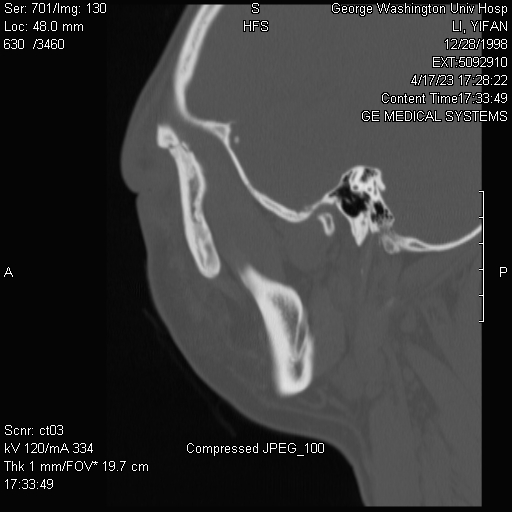 Ser: 701/Img: 130
Loc: 48.0 mm
630 /3460
S
HFS
George Washington Univ Hosp
LI, YIFAN
12/28/1998
EXT:5092910
4/17/23 17:28:22
Content Time17:33:49
GE MEDICAL SYSTEMS
A
P
Scnr: ct03
kV 120/mA 334
Thk 1 mm/FOV* 19.7 cm
17:33:49
Compressed JPEG_100